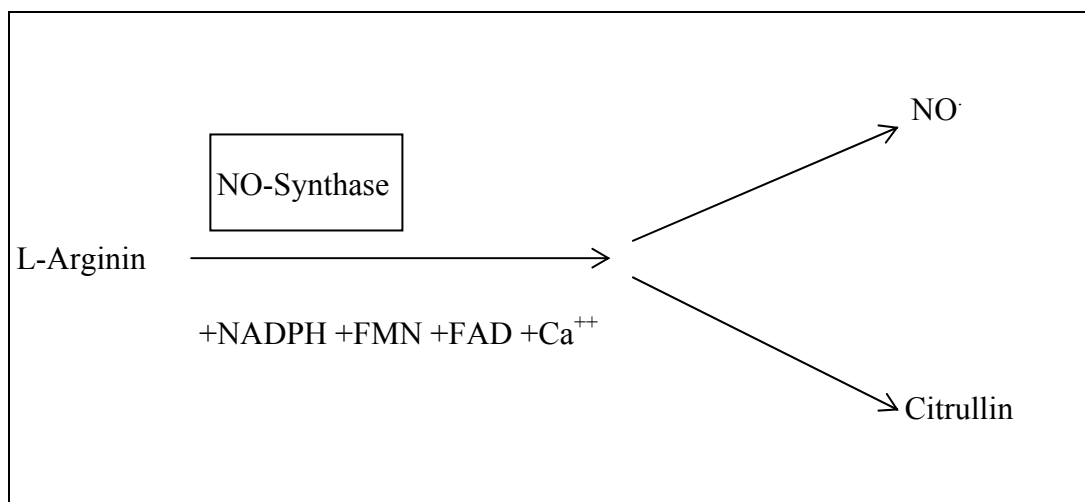 NO·
NO-Synthase
L-Arginin
+NADPH +FMN +FAD +Ca⁺⁺
Citrullin